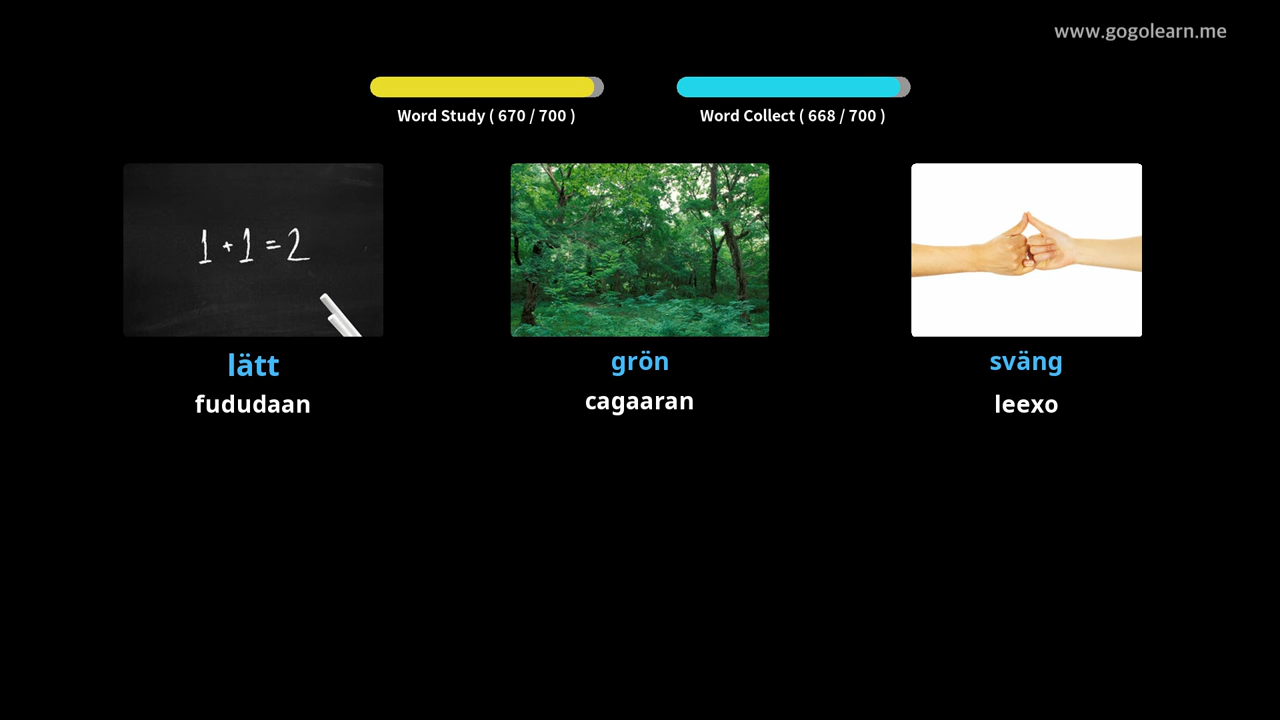 www.gogolearn.me
Word Study ( 670 / 700 )
Word Collect ( 668 / 700 )
1 + 1 = 2
lätt
grön
sväng
fududaan
cagaaran
leexo